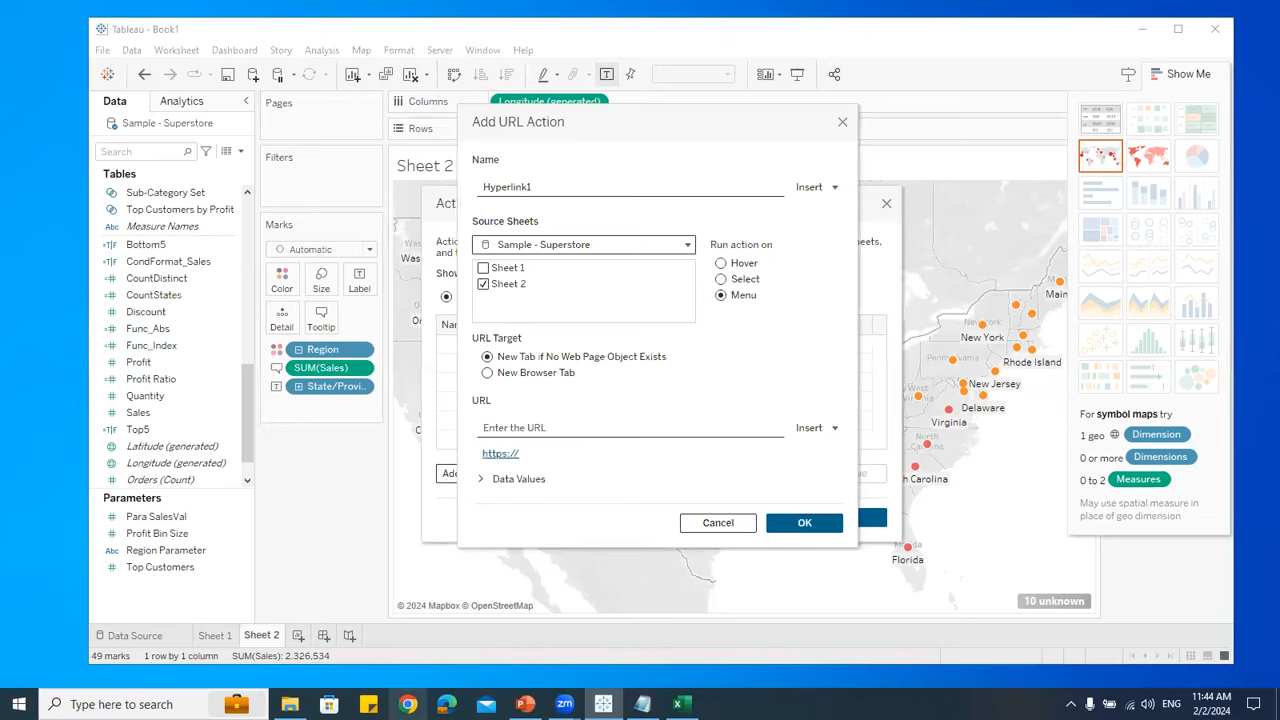 Tableau - Book1
File Data Worksheet Dashboard Story Analysis Map Format Server Window Help
Show Me
Data Analytics
Pages
Columns Longitude (generated)
Rows
Sample - Superstore
Search
Filters
Tables
Sub-Category Set
Top Customers by Profit
Measure Names
Bottom5
CondFormat_Sales
CountDistinct
CountStates
Discount
Func_Abs
Func_Index
Profit
Profit Ratio
Quantity
Sales
Top5
Latitude (generated)
Longitude (generated)
Orders (Count)
Parameters
Para SalesVal
Profit Bin Size
Region Parameter
Top Customers
Marks
Automatic
Color Size Label
Detail Tooltip
Region
SUM(Sales)
State/Provi..
Sheet 2
Add URL Action
Name
Hyperlink1
Insert
Source Sheets
Sample - Superstore
Sheet 1
Sheet 2
Run action on
Hover
Select
Menu
URL Target
New Tab if No Web Page Object Exists
New Browser Tab
URL
Enter the URL
Insert
https://
Data Values
Cancel OK
sheets,
Main
New York
Pennsylvania
Rhode Island
New Jersey
Delaware
West
Virginia
Virginia
North
Carolina
h Carolina
Florida
Florida
© 2024 Mapbox © OpenStreetMap
10 unknown
For symbol maps try
1 geo Dimension
0 or more Dimensions
0 to 2 Measures
May use spatial measure in
place of geo dimension
Data Source Sheet 1 Sheet 2
49 marks 1 row by 1 column SUM(Sales): 2,326,534
Type here to search
ENG
11:44 AM
2/2/2024